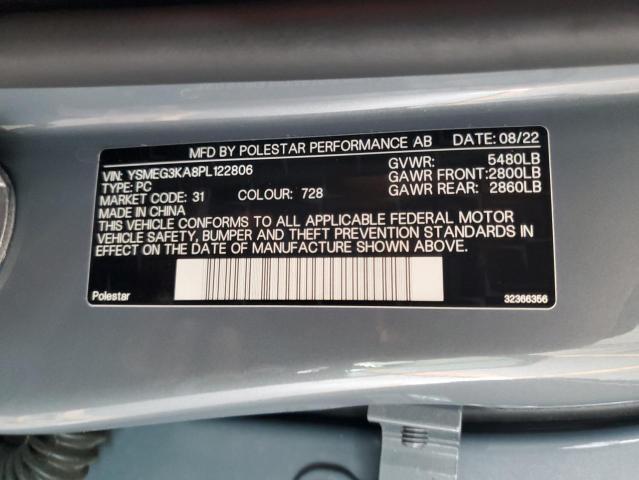 MFD BY POLESTAR PERFORMANCE AB DATE: 08/22
VIN: YSMEG3KA8PL122806 GVWR: 5480LB
TYPE: PC GAWR FRONT: 2800LB
MARKET CODE: 31 COLOUR: 728 GAWR REAR: 2860LB
MADE IN CHINA
THIS VEHICLE CONFORMS TO ALL APPLICABLE FEDERAL MOTOR
VEHICLE SAFETY, BUMPER AND THEFT PREVENTION STANDARDS IN
EFFECT ON THE DATE OF MANUFACTURE SHOWN ABOVE.
Polestar 32366356